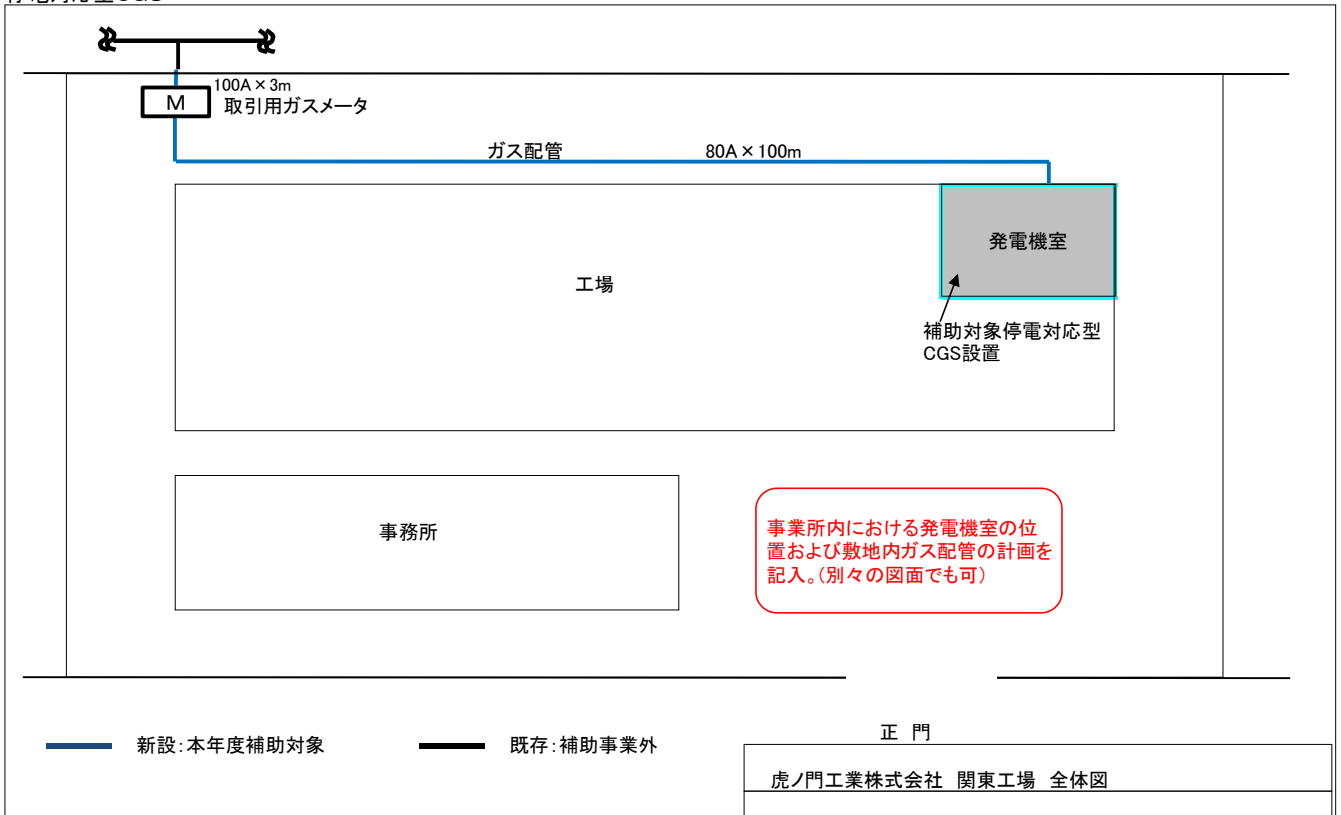 100A×3m
M
取引用ガスメータ
ガス配管 80A×100m
発電機室
工場
補助対象停電対応型
CGS設置
事務所
事業所内における発電機室の位
置および敷地内ガス配管の計画を
記入。(別々の図面でも可)
正 門
新設:本年度補助対象 既存:補助事業外
虎ノ門工業株式会社 関東工場 全体図